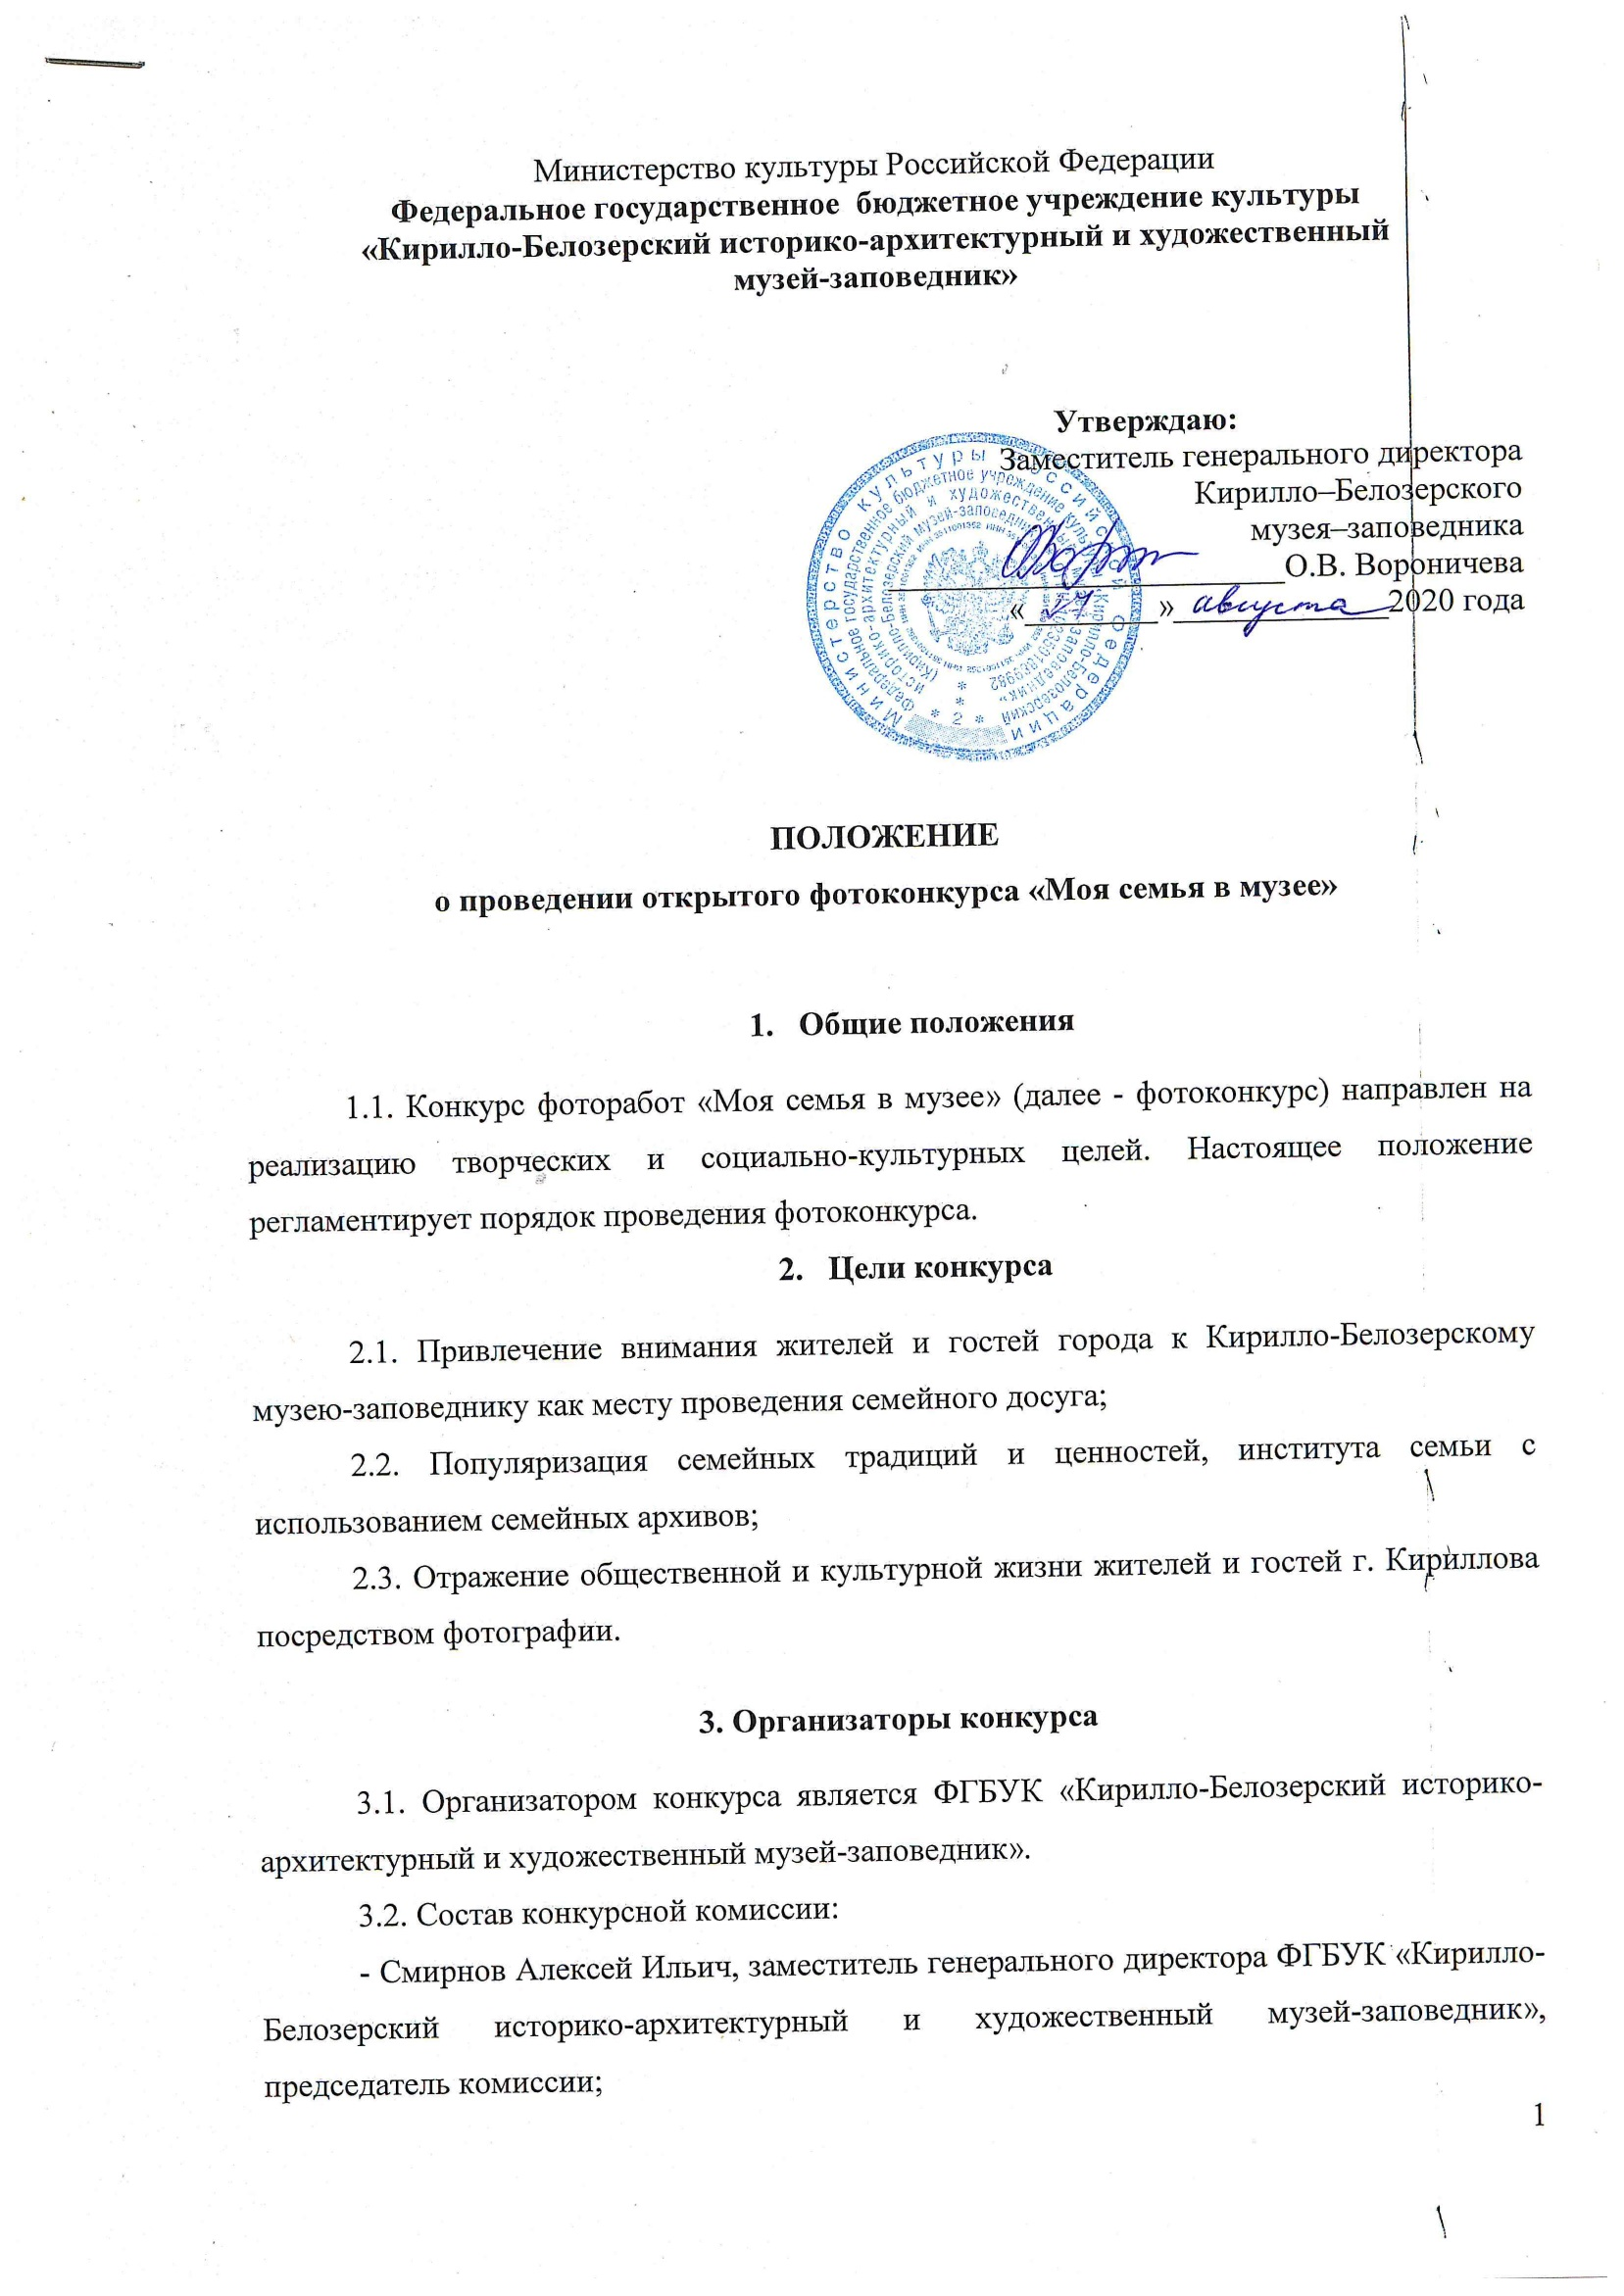 Министерство культуры Российской Федерации
Федеральное государственное бюджетное учреждение культуры
«Кирилло-Белозерский историко-архитектурный и художественный
музей-заповедник»
Утверждаю:
Заместитель генерального директора
Кирилло–Белозерского
музея–заповедника
О.В. Вороничева
«27» августа 2020 года
Министерство культуры Российской Федерации
* 2 *
ПОЛОЖЕНИЕ
о проведении открытого фотоконкурса «Моя семья в музее»
1. Общие положения
1.1. Конкурс фоторабот «Моя семья в музее» (далее - фотоконкурс) направлен на
реализацию творческих и социально-культурных целей. Настоящее положение
регламентирует порядок проведения фотоконкурса.
2. Цели конкурса
2.1. Привлечение внимания жителей и гостей города к Кирилло-Белозерскому
музею-заповеднику как месту проведения семейного досуга;
2.2. Популяризация семейных традиций и ценностей, института семьи с
использованием семейных архивов;
2.3. Отражение общественной и культурной жизни жителей и гостей г. Кириллова
посредством фотографии.
3. Организаторы конкурса
3.1. Организатором конкурса является ФГБУК «Кирилло-Белозерский историко-
архитектурный и художественный музей-заповедник».
3.2. Состав конкурсной комиссии:
- Смирнов Алексей Ильич, заместитель генерального директора ФГБУК «Кирилло-
Белозерский историко-архитектурный и художественный музей-заповедник»,
председатель комиссии;
1